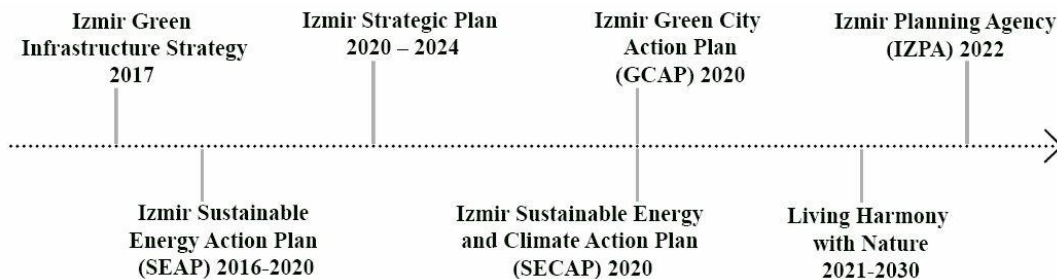 Izmir Green
Infrastructure Strategy
2017
Izmir Strategic Plan
2020 – 2024
Izmir Green City
Action Plan
(GCAP) 2020
Izmir Planning Agency
(IZPA) 2022
Izmir Sustainable
Energy Action Plan
(SEAP) 2016-2020
Izmir Sustainable Energy
and Climate Action Plan
(SECAP) 2020
Living Harmony
with Nature
2021-2030